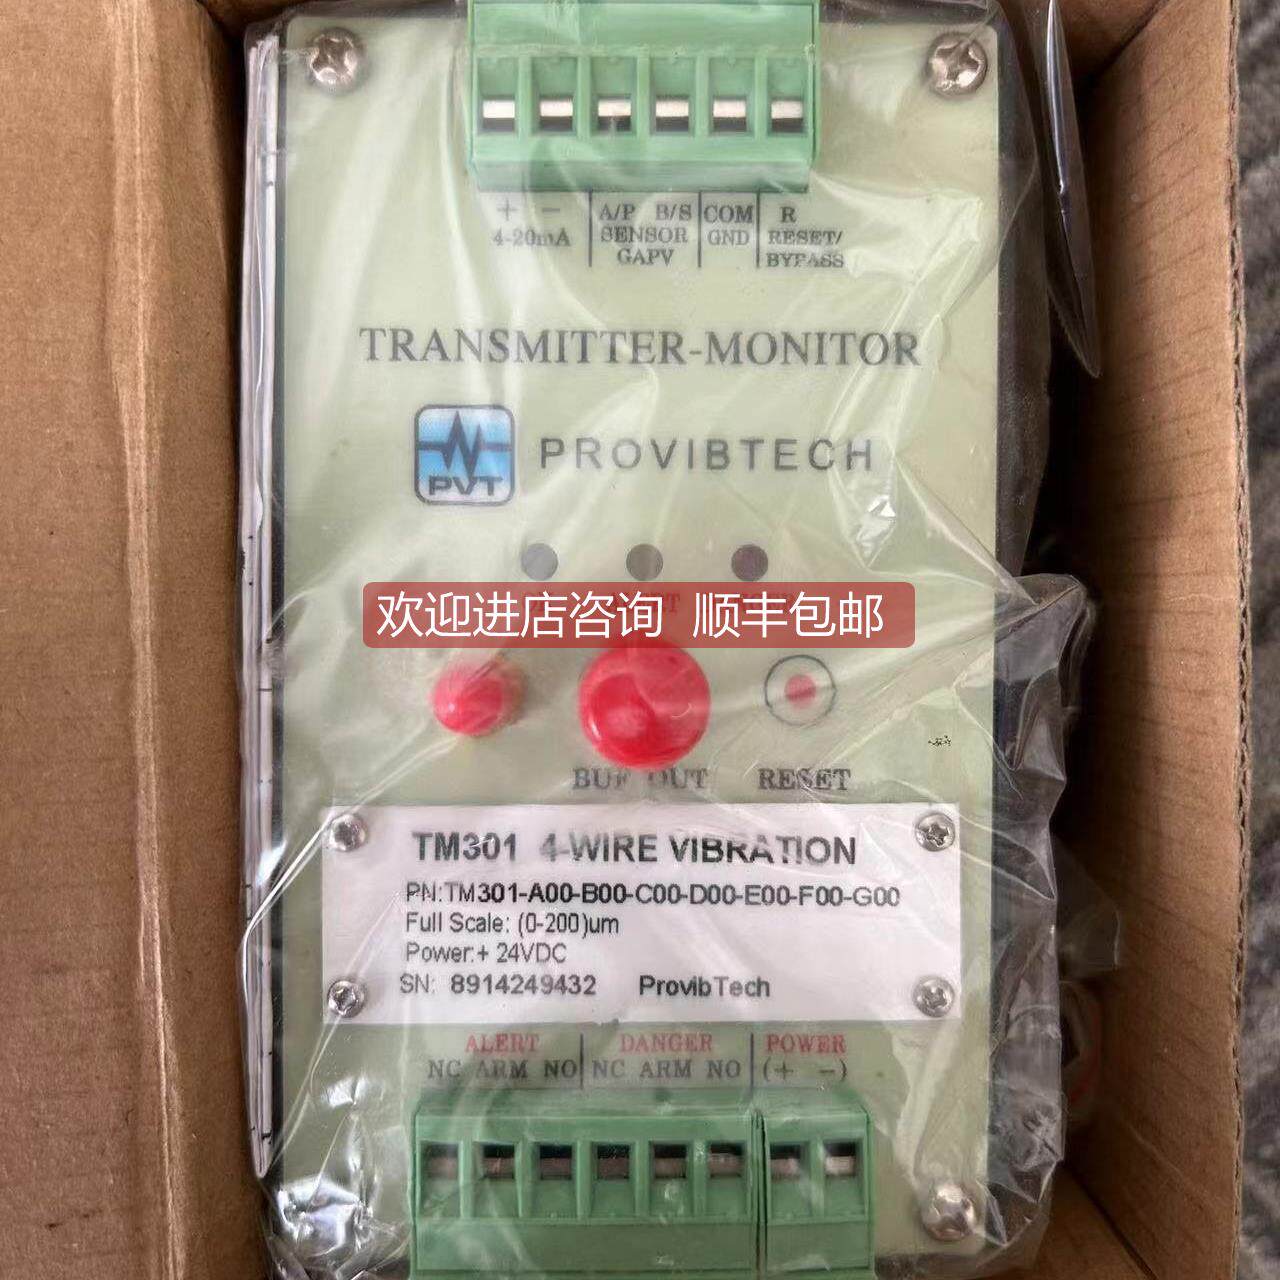 + - A/P B/S COM R
4-20mA SENSOR GND RESET/
GAPV BYPASS
TRANSMITTER-MONITOR
PVT PROVIBTECH
欢迎进店咨询 顺丰包邮
BUF OUT RESET
TM301 4-WIRE VIBRATION
PN:TM301-A00-B00-C00-D00-E00-F00-G00
Full Scale: (0-200)um
Power:+ 24VDC
SN: 8914249432 ProvibTech
ALERT DANGER POWER
NC ARM NO NC ARM NO (+ -)